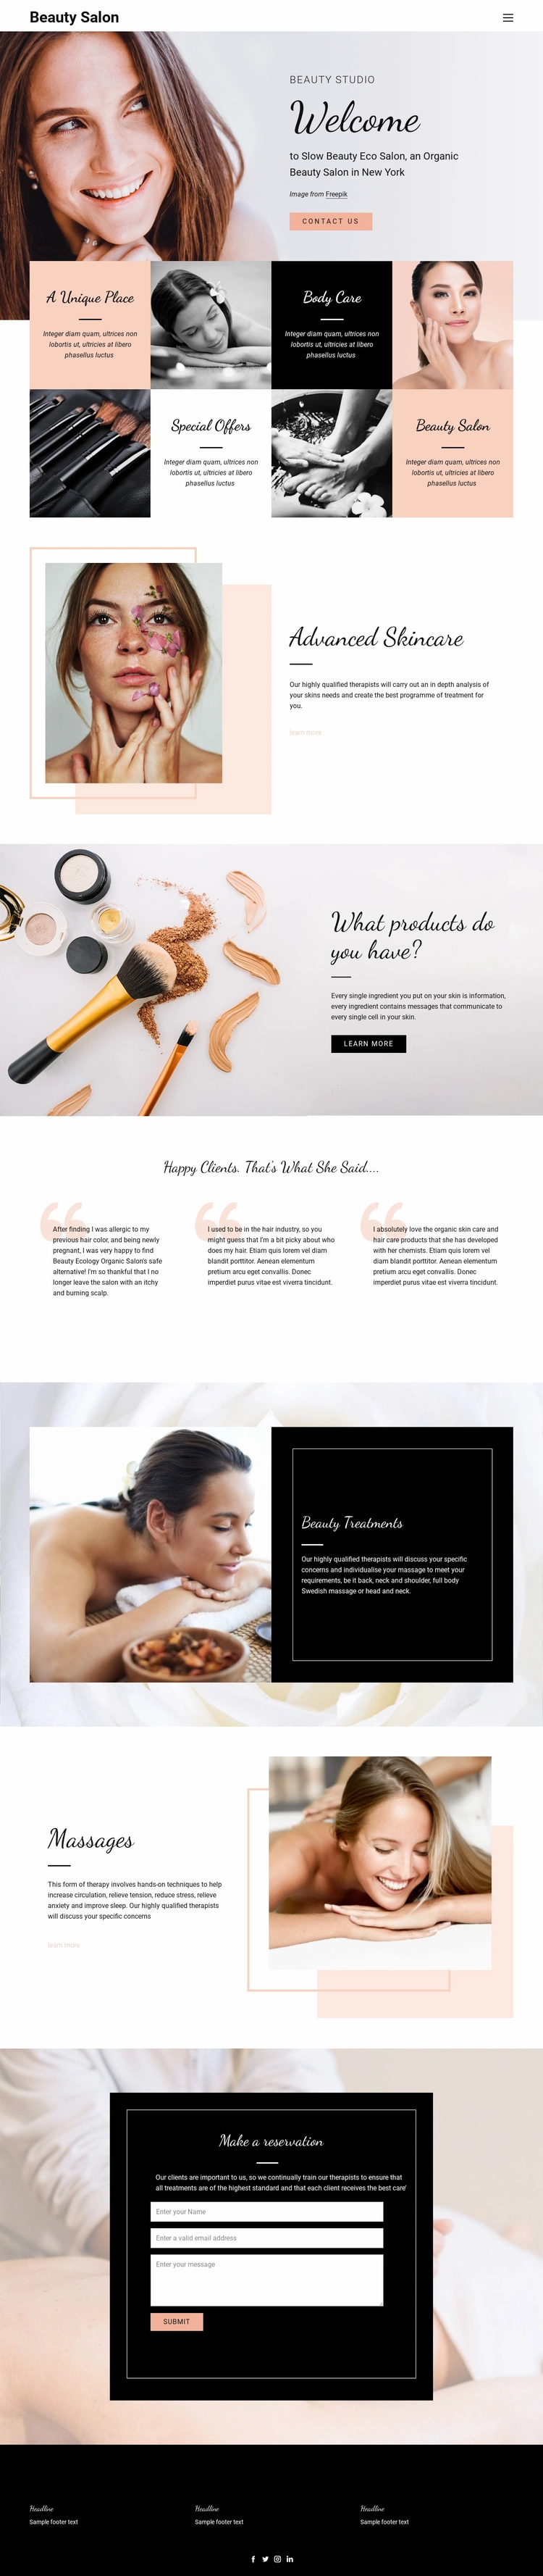 Beauty Salon
BEAUTY STUDIO
Welcome
to Slow Beauty Eco Salon, an Organic
Beauty Salon in New York
Image from Freepik
CONTACT US
A Unique Place
Integer diam quam, ultrices non
lobortis ut, ultricies at libero
phasellus luctus
Body Care
Integer diam quam, ultrices non
lobortis ut, ultricies at libero
phasellus luctus
Special Offers
Integer diam quam, ultrices non
lobortis ut, ultricies at libero
phasellus luctus
Beauty Salon
Integer diam quam, ultrices non
lobortis ut, ultricies at libero
phasellus luctus
Advanced Skincare
Our highly qualified therapists will carry out an in depth analysis of
your skins needs and create the best programme of treatment for
you.
learn more
What products do
you have?
Every single ingredient you put on your skin is information,
every ingredient contains messages that communicate to
every single cell in your skin.
LEARN MORE
Happy Clients. That's What She Said....
After finding I was allergic to my
previous hair color, and being newly
pregnant, I was very happy to find
Beauty Ecology Organic Salon's safe
alternative! I'm so thankful that I no
longer leave the salon with an itchy
and burning scalp.
I used to be in the hair industry, so you
might guess that I'm a bit picky about who
does my hair. Etiam quis lorem vel diam
blandit porttitor. Aenean elementum
pretium arcu eget convallis. Donec
imperdiet purus vitae est viverra tincidunt.
I absolutely love the organic skin care and
hair care products that she has developed
with her chemists. Etiam quis lorem vel
diam blandit porttitor. Aenean elementum
pretium arcu eget convallis. Donec
imperdiet purus vitae est viverra tincidunt.
Beauty Treatments
Our highly qualified therapists will discuss your specific
concerns and individualise your massage to meet your
requirements, be it back, neck and shoulder, full body
Swedish massage or head and neck.
Massages
This form of therapy involves hands-on techniques to help
increase circulation, relieve tension, reduce stress, relieve
anxiety and improve sleep. Our highly qualified therapists
will discuss your specific concerns
learn more
Make a reservation
Our clients are important to us, so we continually train our therapists to ensure that
all treatments are of the highest standard and that each client receives the best care'
Enter your Name
Enter a valid email address
Enter your message
SUBMIT
Headline
Sample footer text
Headline
Sample footer text
Headline
Sample footer text